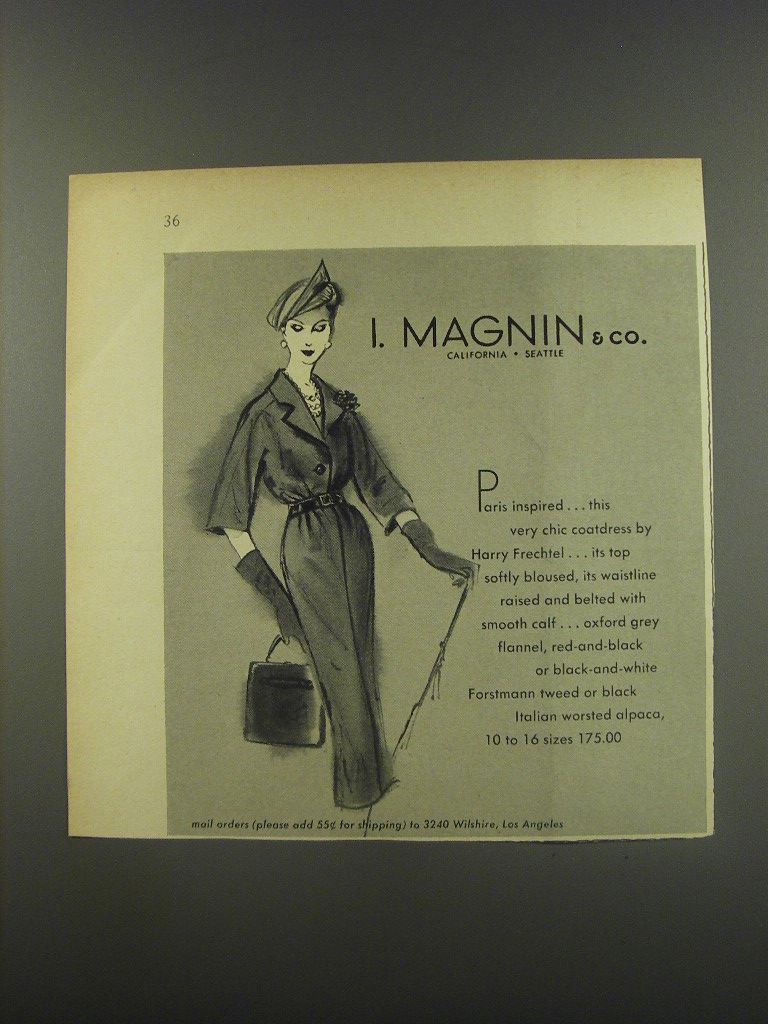 36
I. MAGNIN & CO.
CALIFORNIA • SEATTLE
Paris inspired . . . this
very chic coatdress by
Harry Frechtel . . . its top
softly bloused, its waistline
raised and belted with
smooth calf . . . oxford grey
flannel, red-and-black
or black-and-white
Forstmann tweed or black
Italian worsted alpaca,
10 to 16 sizes 175.00
mail orders (please add 55¢ for shipping) to 3240 Wilshire, Los Angeles